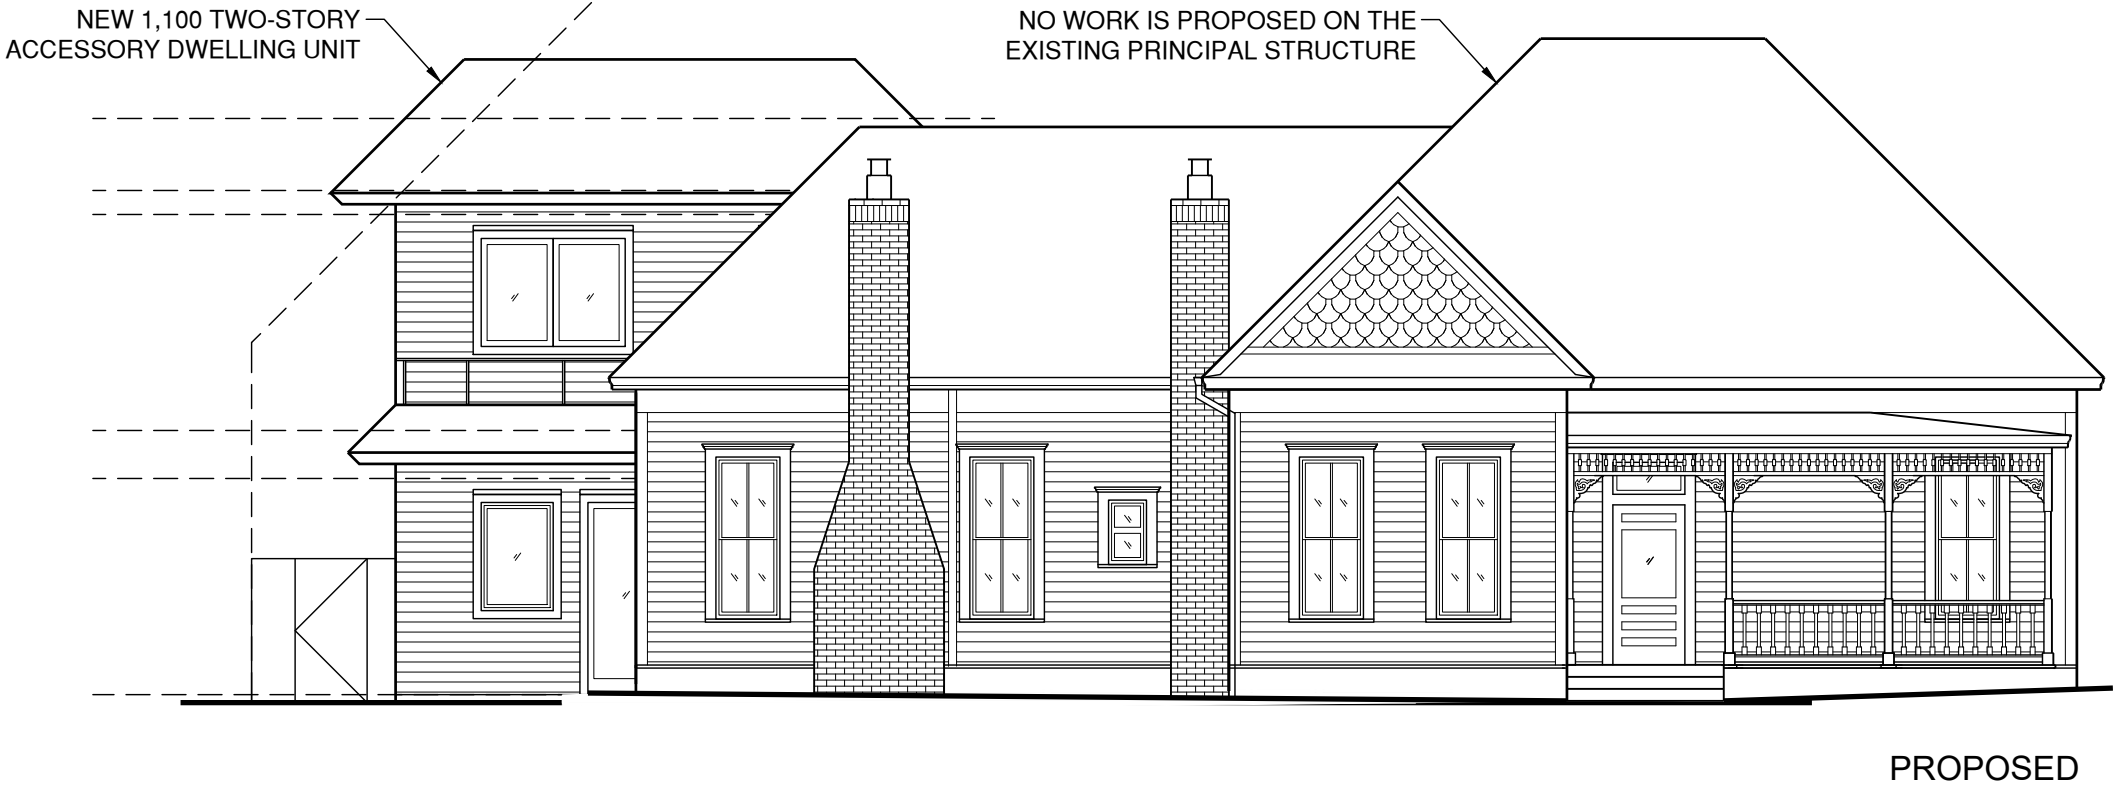 NEW 1,100 TWO-STORY
ACCESSORY DWELLING UNIT
NO WORK IS PROPOSED ON THE
EXISTING PRINCIPAL STRUCTURE
PROPOSED